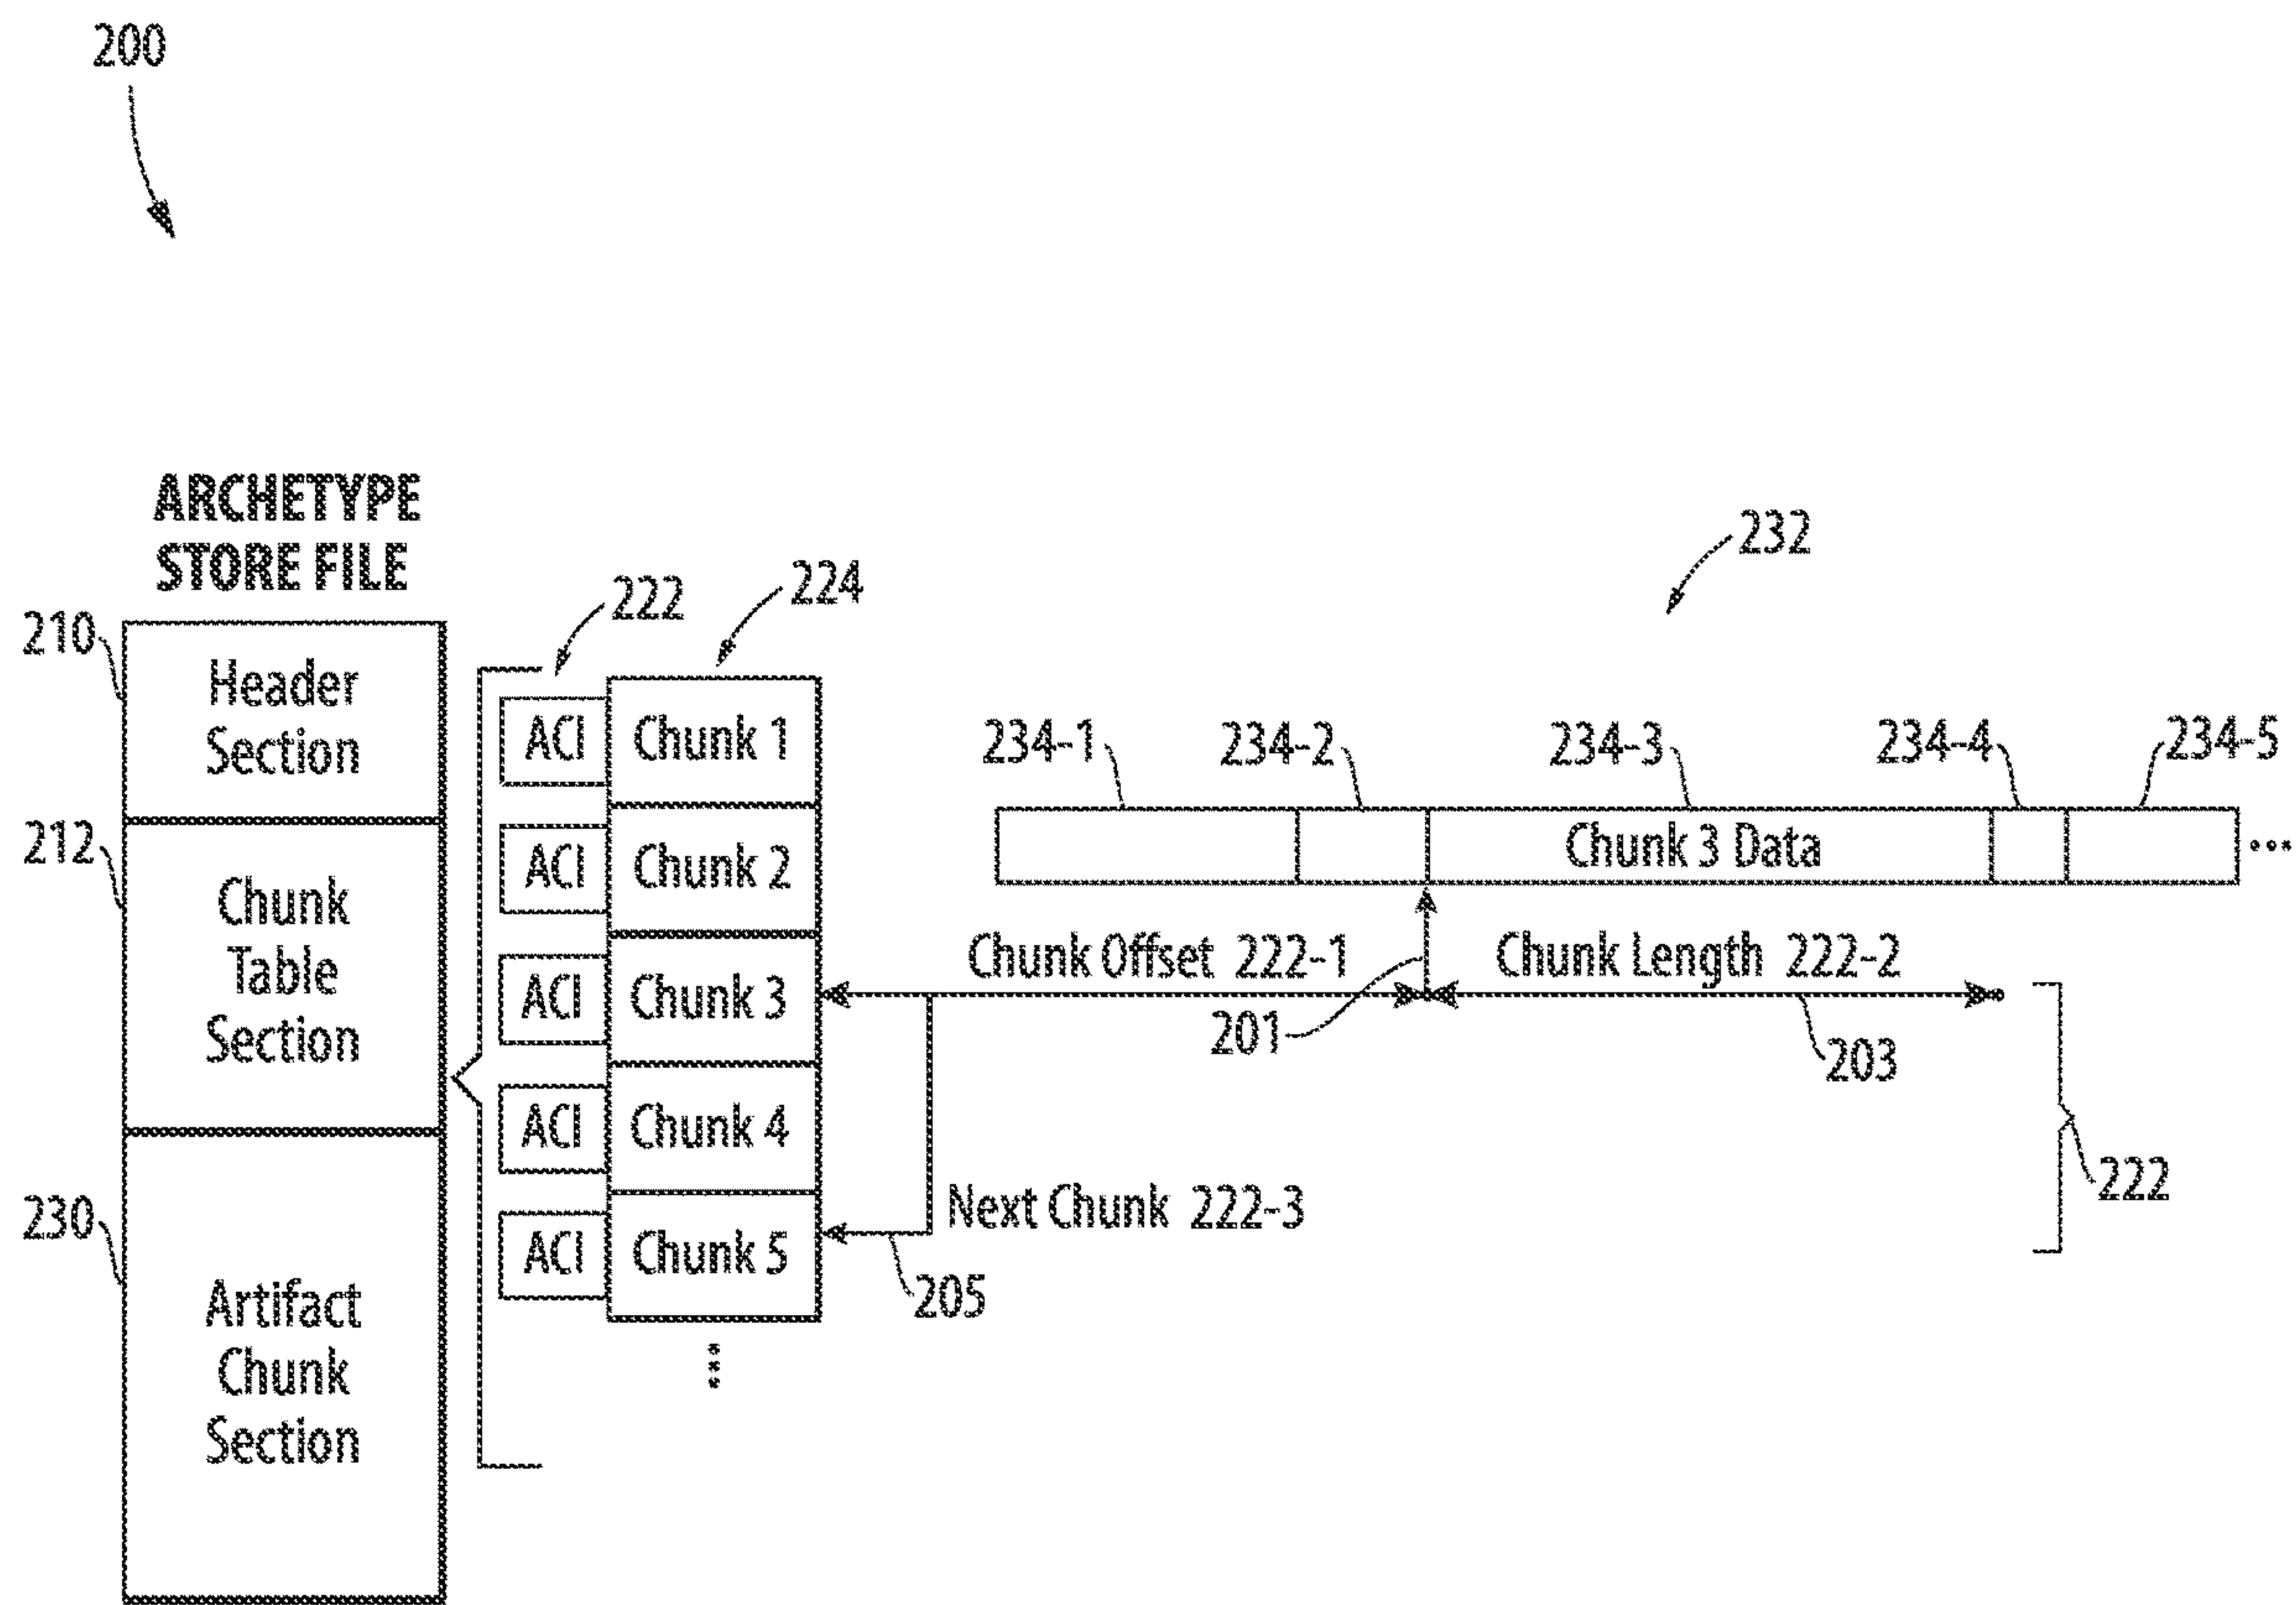 200
ARCHETYPE
STORE FILE
210
Header
Section
212
Chunk
Table
Section
230
Artifact
Chunk
Section
222
224
ACI Chunk 1
ACI Chunk 2
ACI Chunk 3
ACI Chunk 4
ACI Chunk 5
232
234-1 234-2 234-3 234-4 234-5
Chunk 3 Data
Chunk Offset 222-1
Chunk Length 222-2
201
203
Next Chunk 222-3
205
222